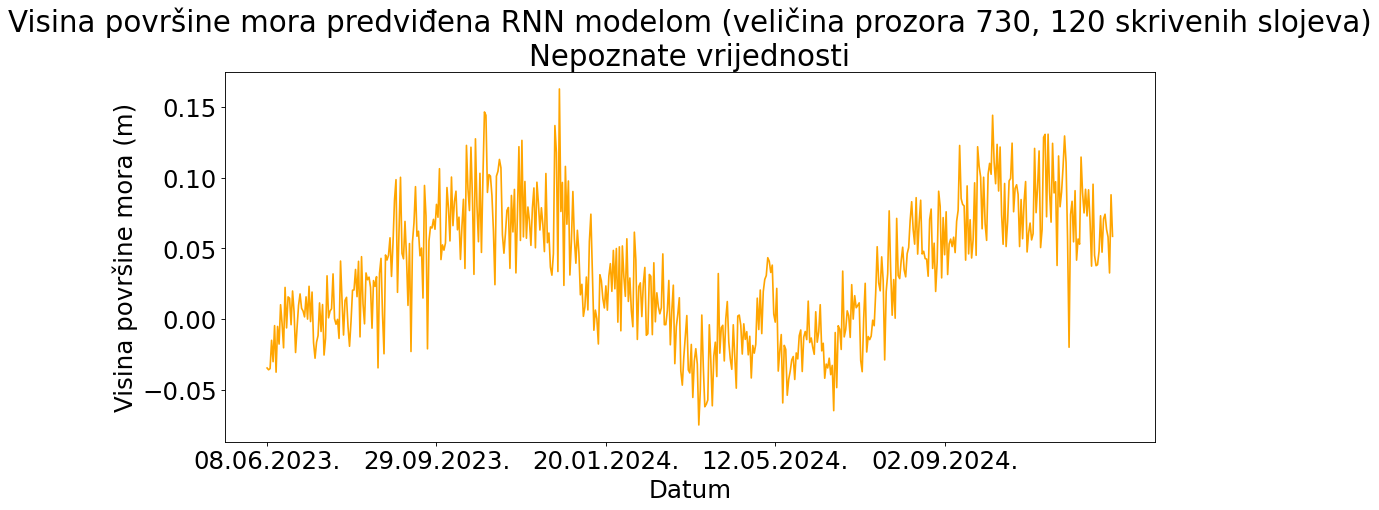 Visina površine mora predviđena RNN modelom (veličina prozora 730, 120 skrivenih slojeva)
Nepoznate vrijednosti
Visina površine mora (m)
0.15
0.10
0.05
0.00
−0.05
08.06.2023. 29.09.2023. 20.01.2024. 12.05.2024. 02.09.2024.
Datum